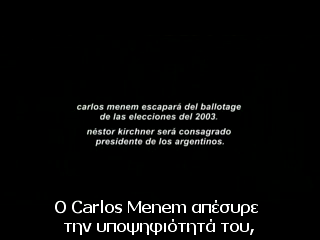 carlos menem escapará del ballotage
de las elecciones del 2003.
néstor kirchner será consagrado
presidente de los argentinos.
Ο Carlos Menem απέσυρε
την υποψηφιότητά του,